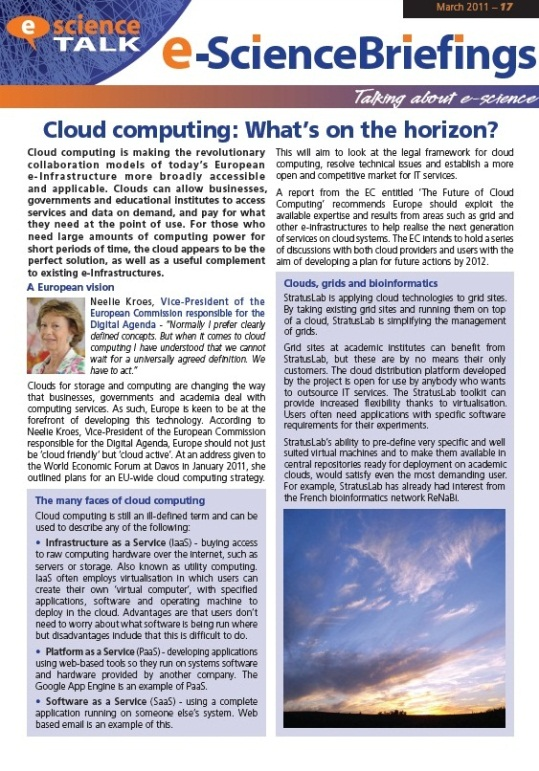 March 2011 – 17
e science
TALK
e-ScienceBriefings
Talking about e-science
Cloud computing: What's on the horizon?
Cloud computing is making the revolutionary
collaboration models of today's European
e-Infrastructure more broadly accessible
and applicable. Clouds can allow businesses,
governments and educational institutes to access
services and data on demand, and pay for what
they need at the point of use. For those who
need large amounts of computing power for
short periods of time, the cloud appears to be the
perfect solution, as well as a useful complement
to existing e-Infrastructures.
A European vision
Neelie Kroes, Vice-President of the
European Commission responsible for the
Digital Agenda - "Normally I prefer clearly
defined concepts. But when it comes to cloud
computing I have understood that we cannot
wait for a universally agreed definition. We
have to act."
Clouds for storage and computing are changing the way
that businesses, governments and academia deal with
computing services. As such, Europe is keen to be at the
forefront of developing this technology. According to
Neelie Kroes, Vice-President of the European Commission
responsible for the Digital Agenda, Europe should not just
be 'cloud friendly' but 'cloud active'. At an address given to
the World Economic Forum at Davos in January 2011, she
outlined plans for an EU-wide cloud computing strategy.
The many faces of cloud computing
Cloud computing is still an ill-defined term and can be
used to describe any of the following:
• Infrastructure as a Service (IaaS) - buying access
to raw computing hardware over the internet, such as
servers or storage. Also known as utility computing.
IaaS often employs virtualisation in which users can
create their own 'virtual computer', with specified
applications, software and operating machine to
deploy in the cloud. Advantages are that users don't
need to worry about what software is being run where
but disadvantages include that this is difficult to do.
• Platform as a Service (PaaS) - developing applications
using web-based tools so they run on systems software
and hardware provided by another company. The
Google App Engine is an example of PaaS.
• Software as a Service (SaaS) - using a complete
application running on someone else's system. Web
based email is an example of this.
This will aim to look at the legal framework for cloud
computing, resolve technical issues and establish a more
open and competitive market for IT services.
A report from the EC entitled 'The Future of Cloud
Computing' recommends Europe should exploit the
available expertise and results from areas such as grid and
other e-infrastructures to help realise the next generation
of services on cloud systems. The EC intends to hold a series
of discussions with both cloud providers and users with the
aim of developing a plan for future actions by 2012.
Clouds, grids and bioinformatics
StratusLab is applying cloud technologies to grid sites.
By taking existing grid sites and running them on top
of a cloud, StratusLab is simplifying the management
of grids.
Grid sites at academic institutes can benefit from
StratusLab, but these are by no means their only
customers. The cloud distribution platform developed
by the project is open for use by anybody who wants
to outsource IT services. The StratusLab toolkit can
provide increased flexibility thanks to virtualisation.
Users often need applications with specific software
requirements for their experiments.
StratusLab's ability to pre-define very specific and well
suited virtual machines and to make them available in
central repositories ready for deployment on academic
clouds, would satisfy even the most demanding user.
For example, StratusLab has already had interest from
the French bioinformatics network ReNaBi.